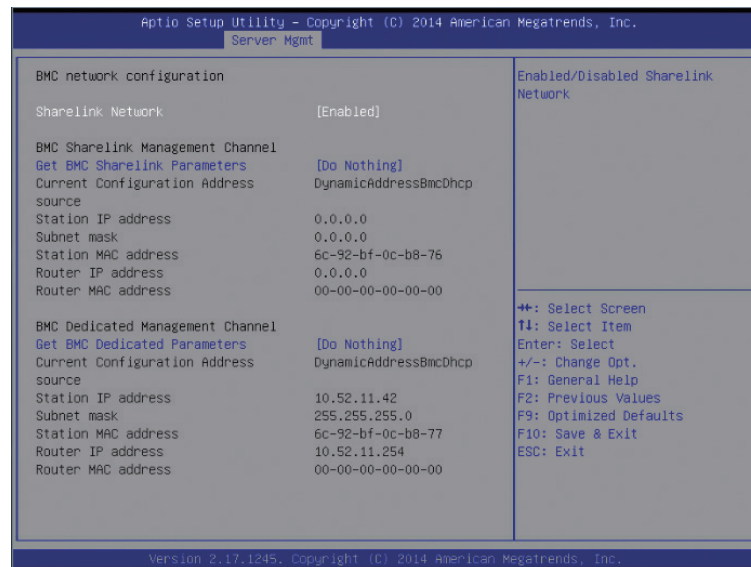 Aptio Setup Utility – Copyright (C) 2014 American Megatrends, Inc.
Server Mgmt
BMC network configuration
Sharelink Network [Enabled]
BMC Sharelink Management Channel
Get BMC Sharelink Parameters [Do Nothing]
Current Configuration Address DynamicAddressBmcDhcp
source
Station IP address 0.0.0.0
Subnet mask 0.0.0.0
Station MAC address 6c-92-bf-0c-b8-76
Router IP address 0.0.0.0
Router MAC address 00-00-00-00-00-00
BMC Dedicated Management Channel
Get BMC Dedicated Parameters [Do Nothing]
Current Configuration Address DynamicAddressBmcDhcp
source
Station IP address 10.52.11.42
Subnet mask 255.255.255.0
Station MAC address 6c-92-bf-0c-b8-77
Router IP address 10.52.11.254
Router MAC address 00-00-00-00-00-00
Enabled/Disabled Sharelink
Network
→←: Select Screen
↑↓: Select Item
Enter: Select
+/-: Change Opt.
F1: General Help
F2: Previous Values
F9: Optimized Defaults
F10: Save & Exit
ESC: Exit
Version 2.17.1245. Copyright (C) 2014 American Megatrends, Inc.